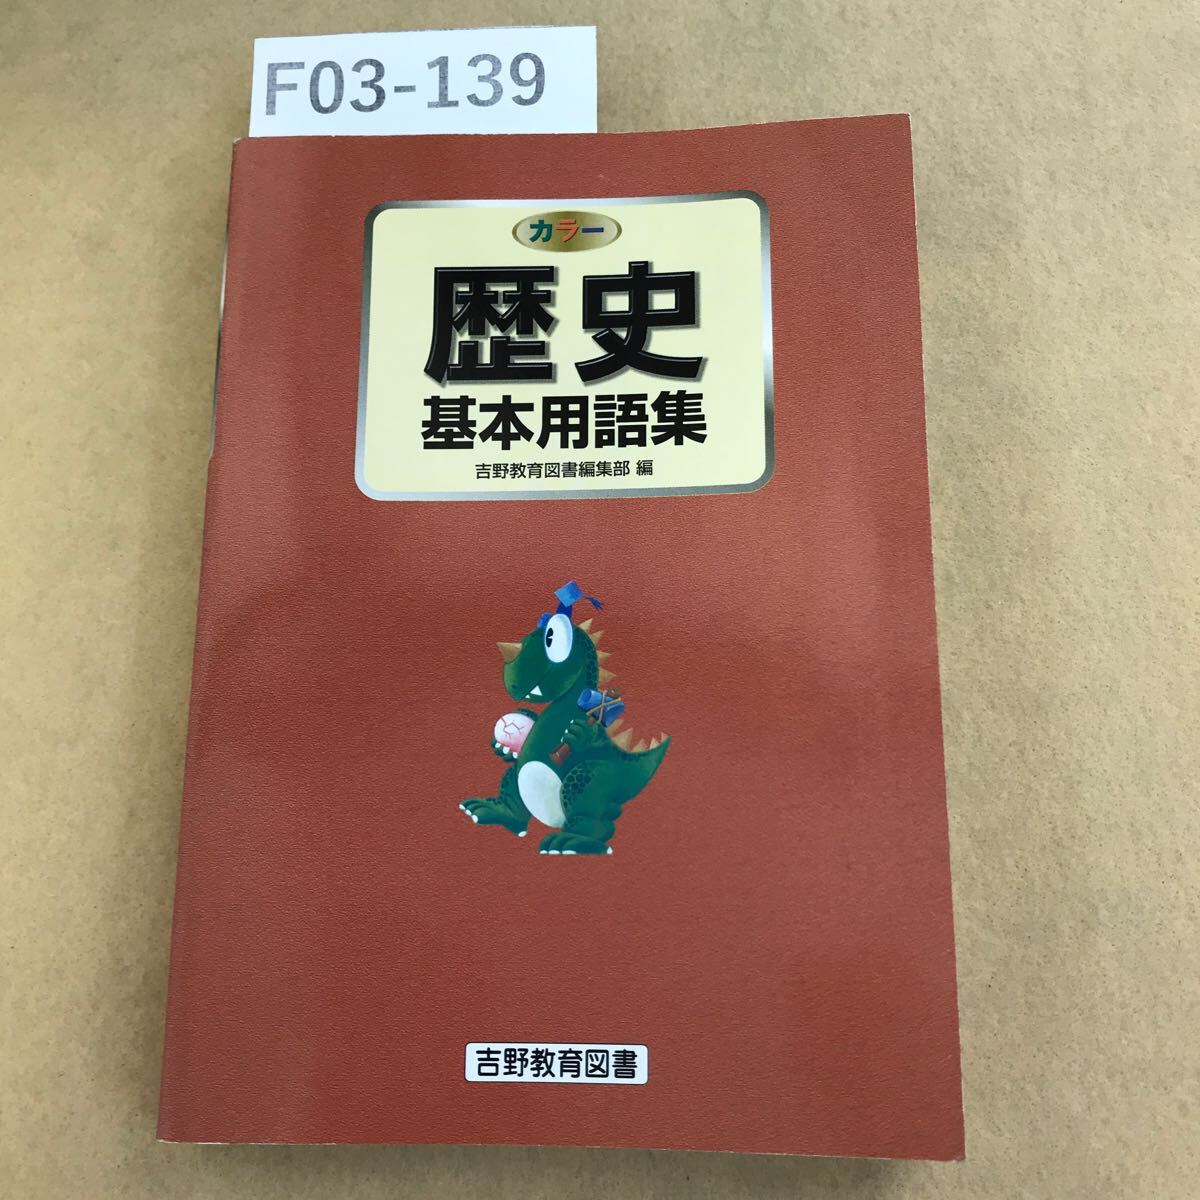 F03-139
カラー
歴史
基本用語集
吉野教育図書編集部 編
吉野教育図書